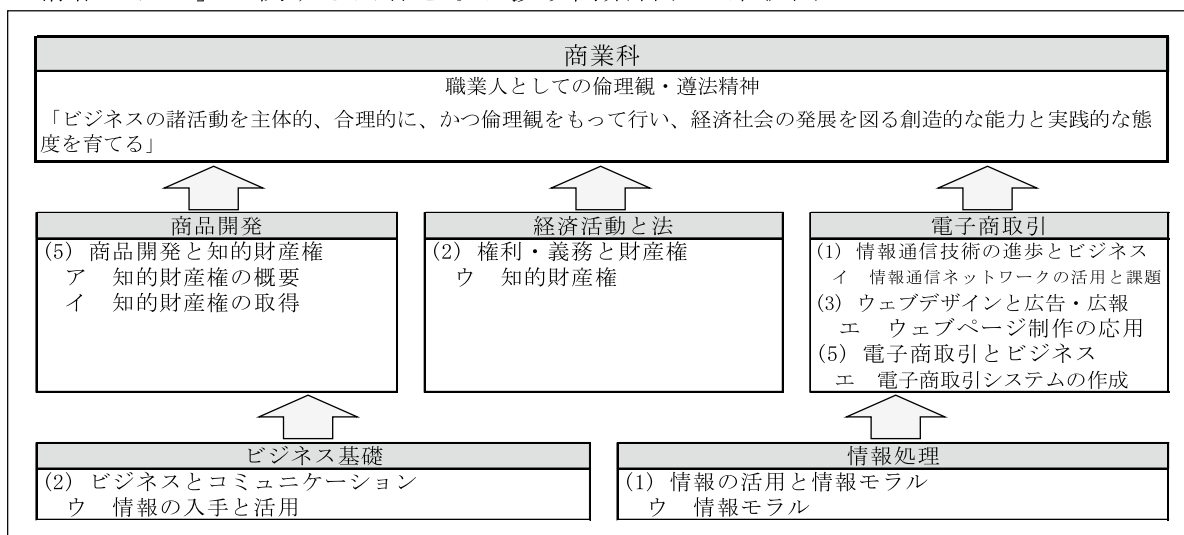 商業科
職業人としての倫理観・遵法精神
「ビジネスの諸活動を主体的、合理的に、かつ倫理観をもって行い、経済社会の発展を図る創造的な能力と実践的な態
度を育てる」
商品開発
(5) 商品開発と知的財産権
ア 知的財産権の概要
イ 知的財産権の取得
経済活動と法
(2) 権利・義務と財産権
ウ 知的財産権
電子商取引
(1) 情報通信技術の進歩とビジネス
イ 情報通信ネットワークの活用と課題
(3) ウェブデザインと広告・広報
エ ウェブページ制作の応用
(5) 電子商取引とビジネス
エ 電子商取引システムの作成
ビジネス基礎
(2) ビジネスとコミュニケーション
ウ 情報の入手と活用
情報処理
(1) 情報の活用と情報モラル
ウ 情報モラル